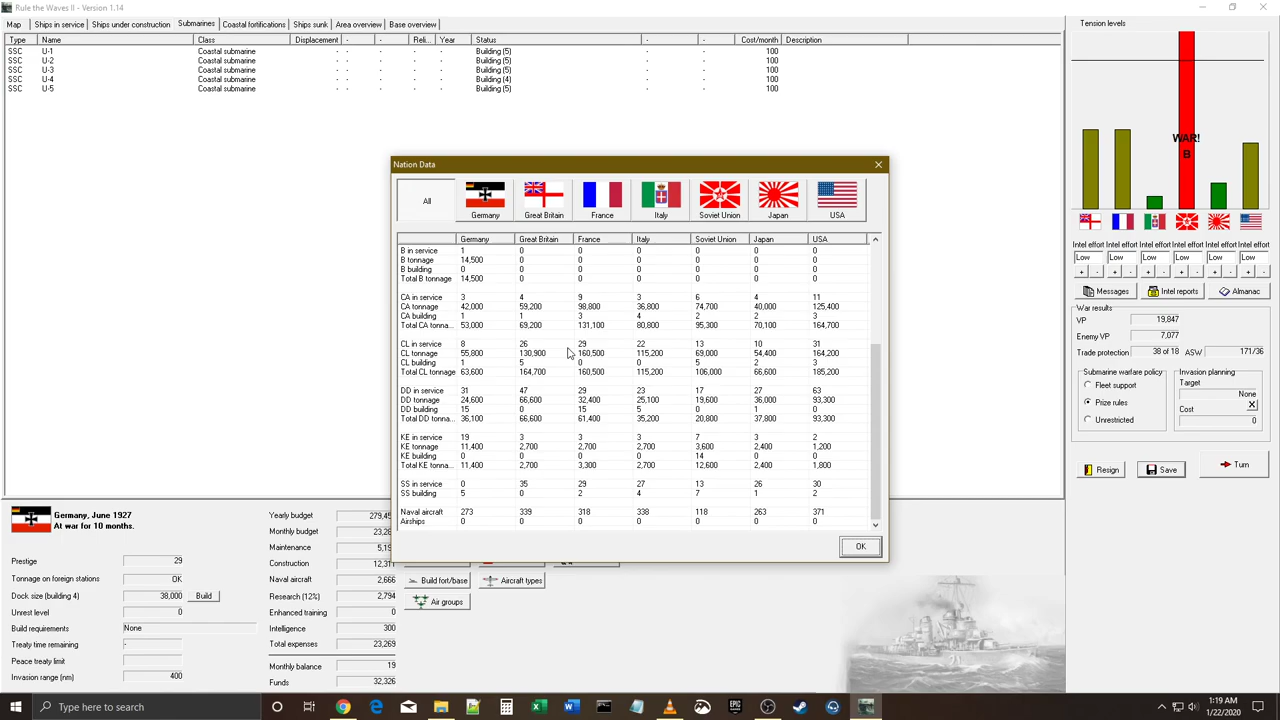 Rule the Waves II - Version 1.14
Map Ships in service Ships under construction Submarines Coastal fortifications Ships sunk Area overview Base overview
Type Name Class Displacement - - Reli... Year Status - - Cost/month Description
SSC U-1 Coastal submarine - - - - - Building (5) - - 100
SSC U-2 Coastal submarine - - - - - Building (5) - - 100
SSC U-3 Coastal submarine - - - - - Building (5) - - 100
SSC U-4 Coastal submarine - - - - - Building (4) - - 100
SSC U-5 Coastal submarine - - - - - Building (5) - - 100
Nation Data
All Germany Great Britain France Italy Soviet Union Japan USA
Germany Great Britain France Italy Soviet Union Japan USA
B in service 1 0 0 0 0 0 0
B tonnage 14,500 0 0 0 0 0 0
B building 0 0 0 0 0 0 0
Total B tonnage 14,500 0 0 0 0 0 0
CA in service 3 4 9 3 6 4 11
CA tonnage 42,000 59,200 98,800 36,800 74,700 40,000 125,400
CA building 1 1 3 4 2 2 3
Total CA tonna... 53,000 69,200 131,100 80,800 95,300 70,100 164,700
CL in service 8 26 29 22 13 10 31
CL tonnage 55,800 130,900 160,500 115,200 69,000 54,400 164,200
CL building 1 5 0 0 5 2 3
Total CL tonnage 63,600 164,700 160,500 115,200 106,000 66,600 185,200
DD in service 31 47 29 23 17 27 63
DD tonnage 24,600 66,600 32,400 25,100 19,600 36,000 93,300
DD building 15 0 15 5 0 1 0
Total DD tonna... 36,100 66,600 61,400 35,200 20,800 37,800 93,300
KE in service 19 3 3 3 7 3 2
KE tonnage 11,400 2,700 2,700 2,700 3,600 2,400 1,200
KE building 0 0 0 0 14 0 0
Total KE tonna... 11,400 2,700 3,300 2,700 12,600 2,400 1,800
SS in service 0 35 29 27 13 26 30
SS building 5 0 2 4 7 1 2
Naval aircraft 273 339 318 338 118 263 371
Airships 0 0 0 0 0 0 0
OK
Tension levels
WAR!
B
Intel effort Intel effort Intel effort Intel effort Intel effort Intel effort
Low Low Low Low Low Low
+ - + - + - + - + - + -
Messages Intel reports Almanac
War results
VP 19,847
Enemy VP 7,077
Trade protection 38 of 18 ASW 171/36
Submarine warfare policy
Fleet support
Prize rules
Unrestricted
Invasion planning
Target
None
Cost X
0
Resign Save Turn
Germany, June 1927
At war for 10 months.
Prestige 29
Tonnage on foreign stations OK
Dock size (building 4) 38,000 Build
Unrest level 0
Build requirements None
Treaty time remaining -
Peace treaty limit
Invasion range (nm) 400
Yearly budget 279,45
Monthly budget 23,28
Maintenance 5,19
Construction 12,311
Naval aircraft 2,666
Research (12%) 2,794
Enhanced training 0
Intelligence 300
Total expenses 23,269
Monthly balance 19
Funds 32,326
Build fort/base Aircraft types
Air groups
Type here to search
1:19 AM
1/22/2020